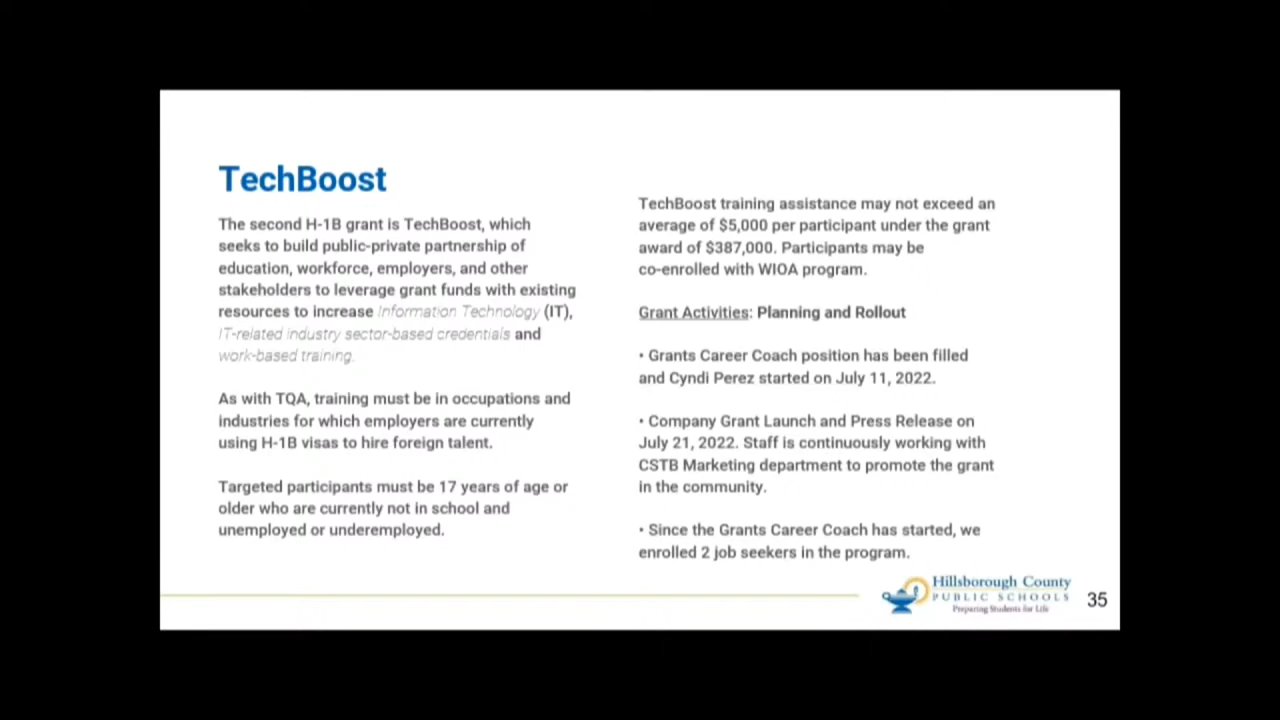 TechBoost
The second H-1B grant is TechBoost, which
seeks to build public-private partnership of
education, workforce, employers, and other
stakeholders to leverage grant funds with existing
resources to increase Information Technology (IT),
IT-related industry sector-based credentials and
work-based training.
As with TQA, training must be in occupations and
industries for which employers are currently
using H-1B visas to hire foreign talent.
Targeted participants must be 17 years of age or
older who are currently not in school and
unemployed or underemployed.
TechBoost training assistance may not exceed an
average of $5,000 per participant under the grant
award of $387,000. Participants may be
co-enrolled with WIOA program.
Grant Activities: Planning and Rollout
• Grants Career Coach position has been filled
and Cyndi Perez started on July 11, 2022.
• Company Grant Launch and Press Release on
July 21, 2022. Staff is continuously working with
CSTB Marketing department to promote the grant
in the community.
• Since the Grants Career Coach has started, we
enrolled 2 job seekers in the program.
Hillsborough County
PUBLIC SCHOOLS
Preparing Students for Life
35